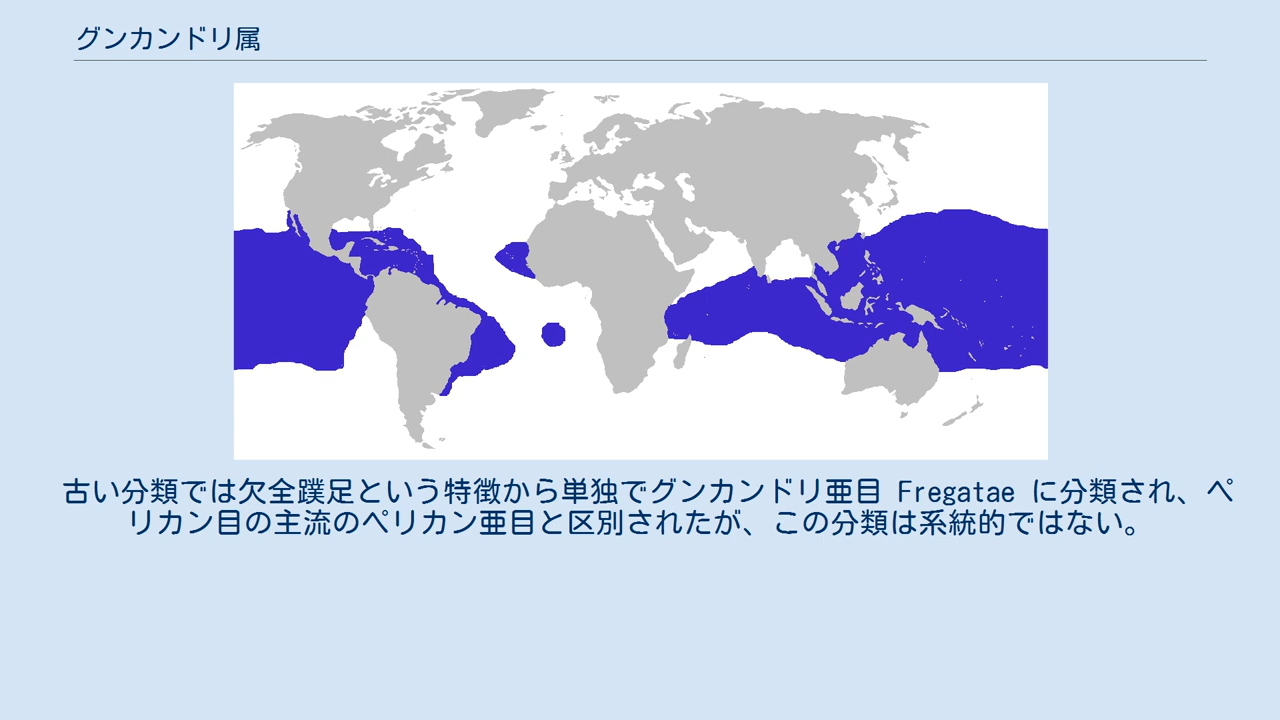 グンカンドリ属
古い分類では欠全蹼足という特徴から単独でグンカンドリ亜目 Fregatae に分類され、ペ
リカン目の主流のペリカン亜目と区別されたが、この分類は系統的ではない。